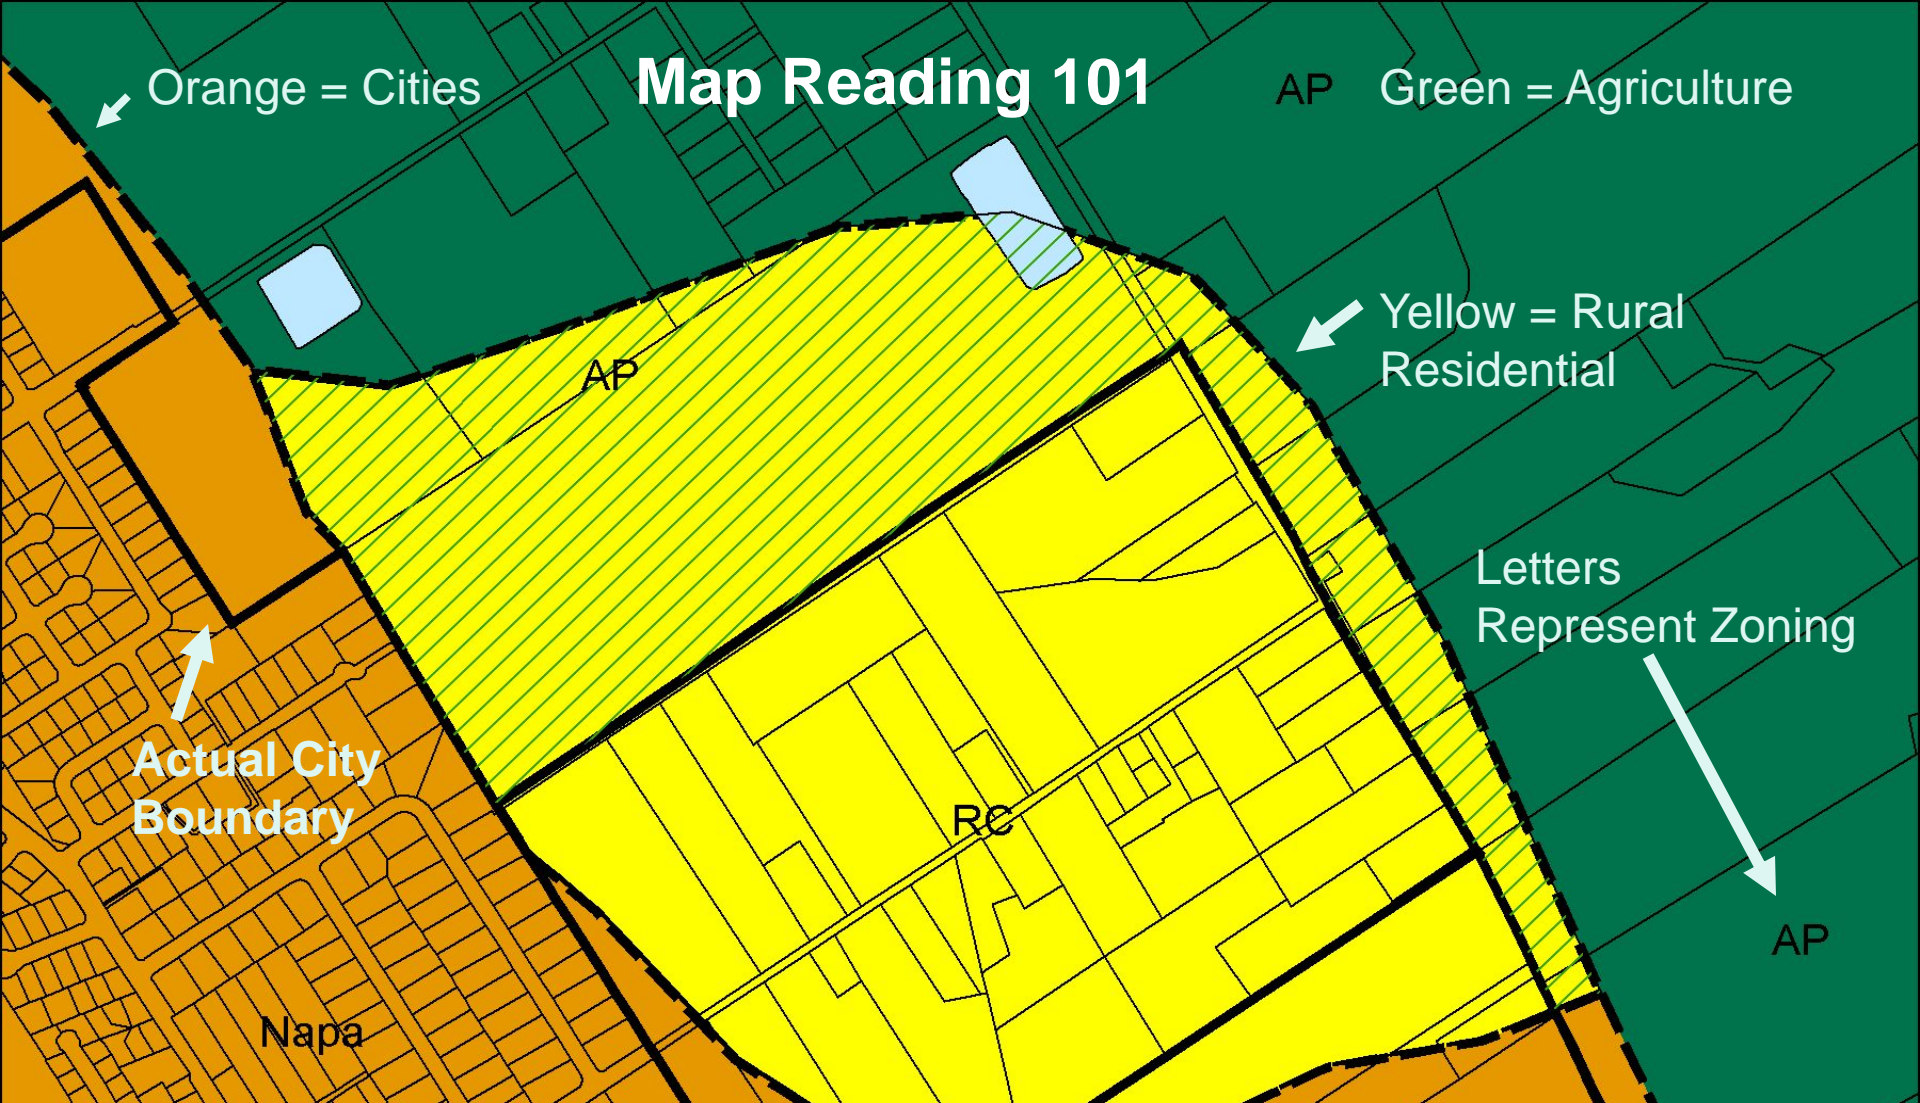 Orange = Cities
Map Reading 101
AP
Green = Agriculture
Yellow = Rural
Residential
AP
Letters
Represent Zoning
Actual City
Boundary
RC
AP
Napa